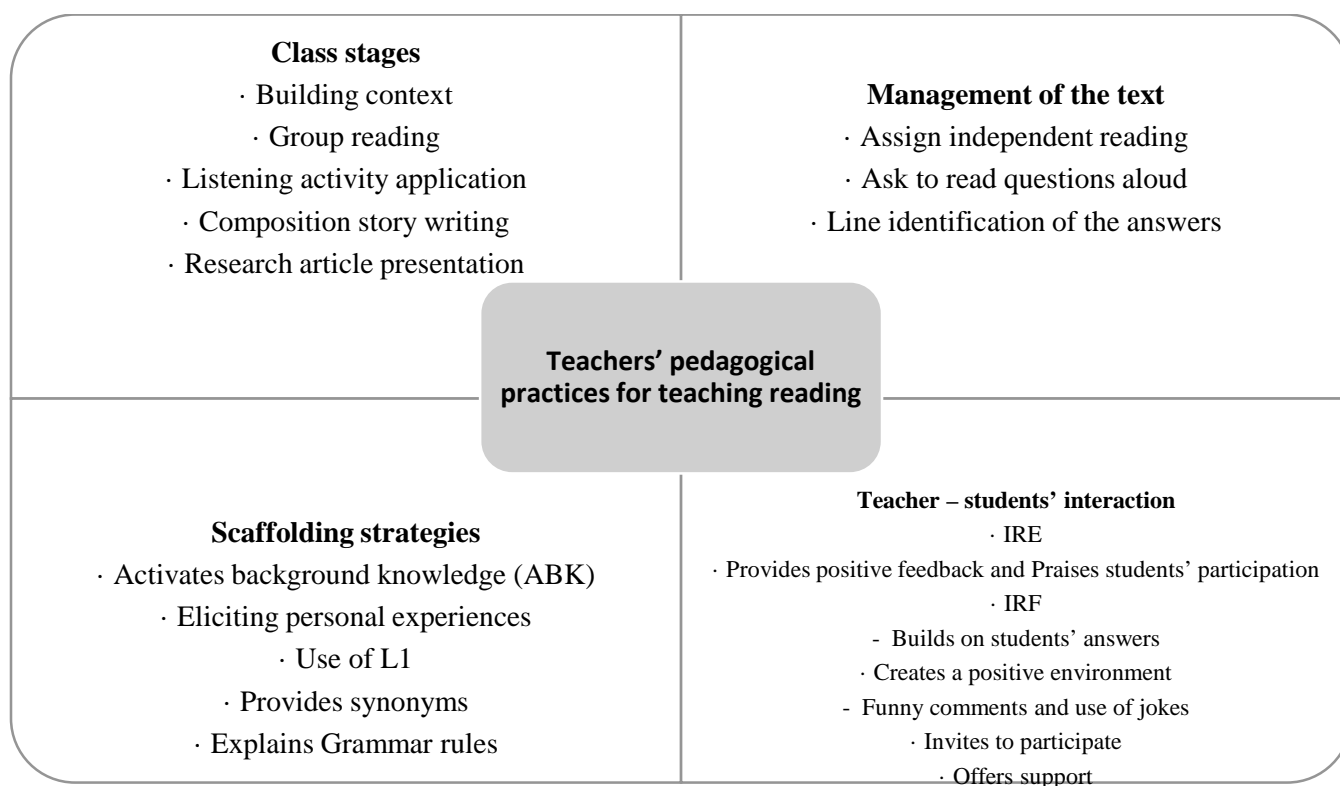 Class stages
· Building context
· Group reading
· Listening activity application
· Composition story writing
· Research article presentation
Management of the text
· Assign independent reading
· Ask to read questions aloud
· Line identification of the answers
Teachers’ pedagogical
practices for teaching reading
Scaffolding strategies
· Activates background knowledge (ABK)
· Eliciting personal experiences
· Use of L1
· Provides synonyms
· Explains Grammar rules
Teacher – students’ interaction
· IRE
· Provides positive feedback and Praises students’ participation
· IRF
- Builds on students’ answers
· Creates a positive environment
- Funny comments and use of jokes
· Invites to participate
· Offers support